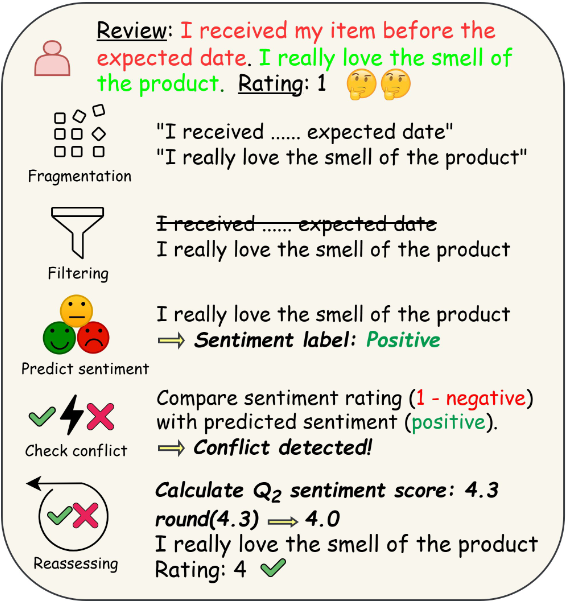 Review: I received my item before the
expected date. I really love the smell of
the product. Rating: 1
Fragmentation
"I received ...... expected date"
"I really love the smell of the product"
Filtering
I received ...... expected date
I really love the smell of the product
Predict sentiment
I really love the smell of the product
Sentiment label: Positive
Check conflict
Compare sentiment rating (1 - negative)
with predicted sentiment (positive).
Conflict detected!
Reassessing
Calculate Q2 sentiment score: 4.3
round(4.3) 4.0
I really love the smell of the product
Rating: 4